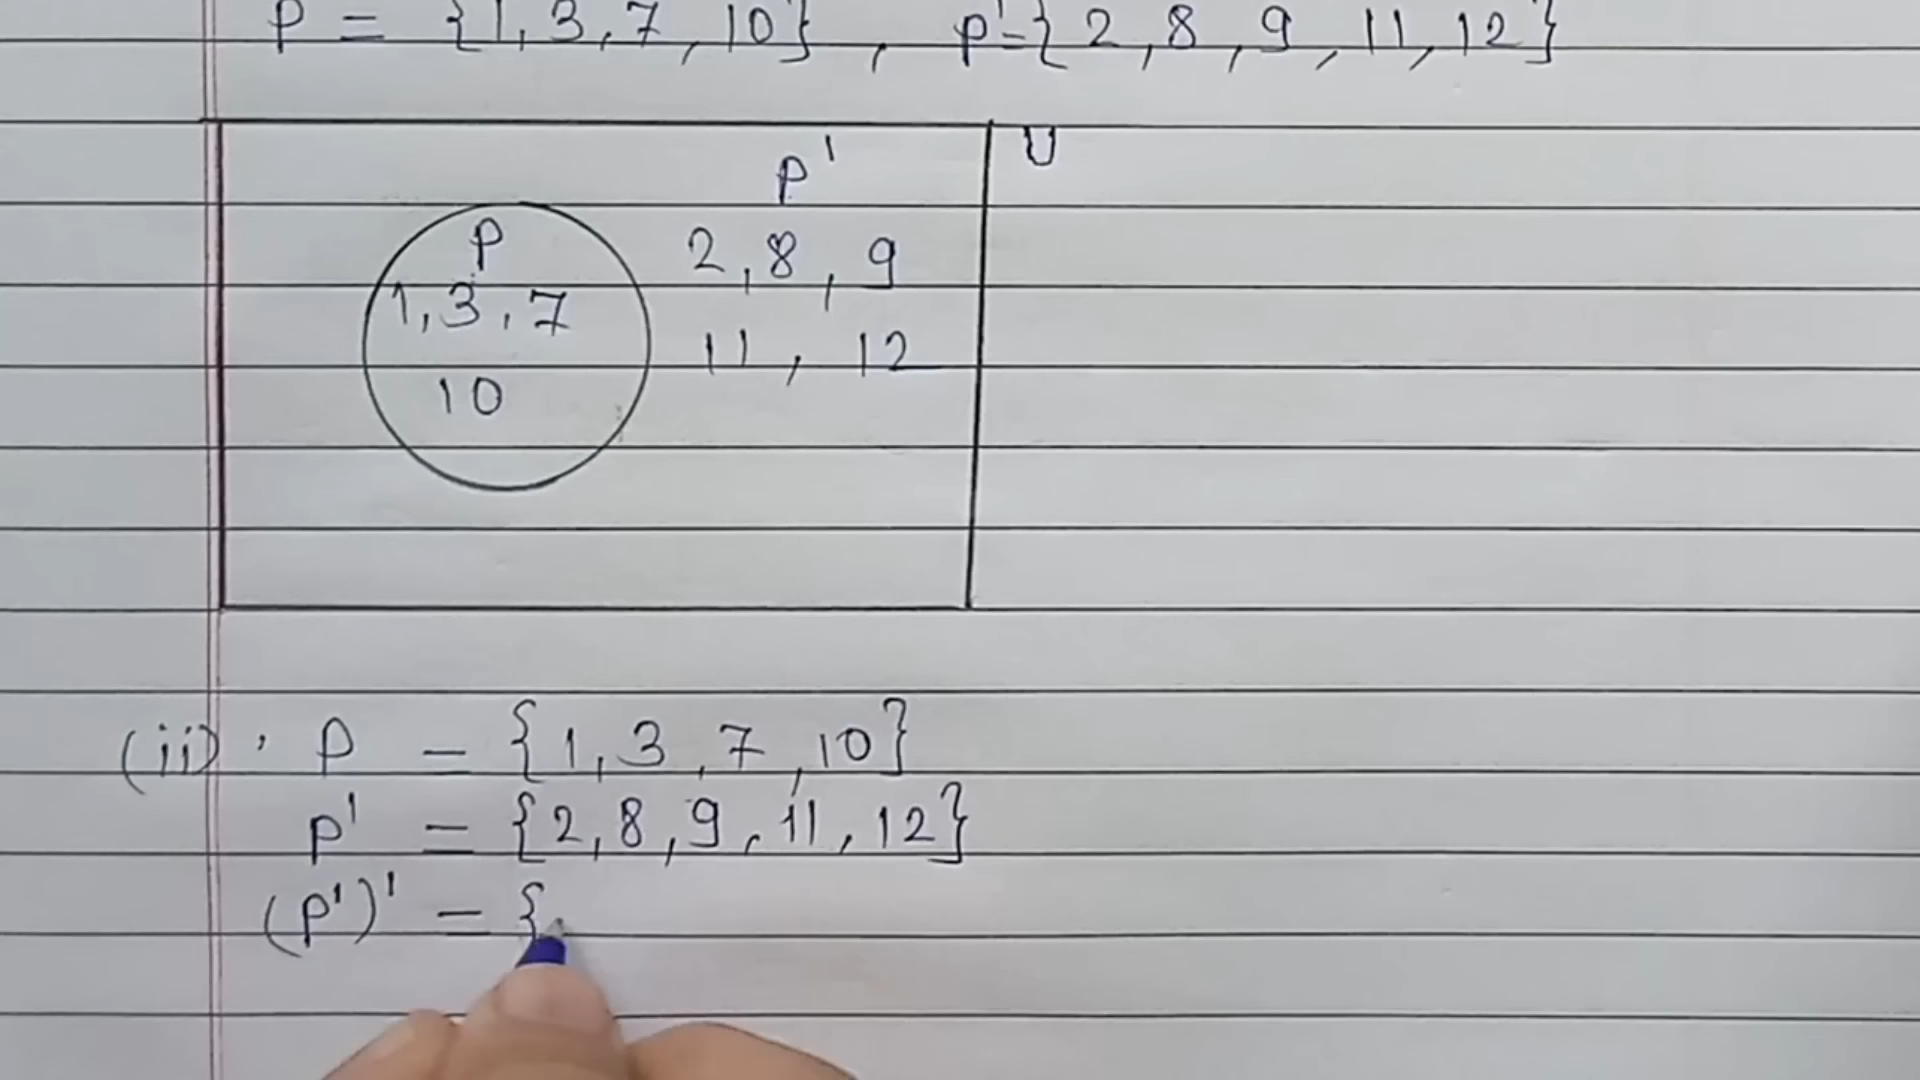 P = {1, 3, 7, 10} , P'={2, 8, 9, 11, 12}
P' U
P 2, 8, 9
1, 3, 7
11, 12
10
(ii). P = {1, 3, 7, 10}
P' = {2, 8, 9, 11, 12}
(P')' = {